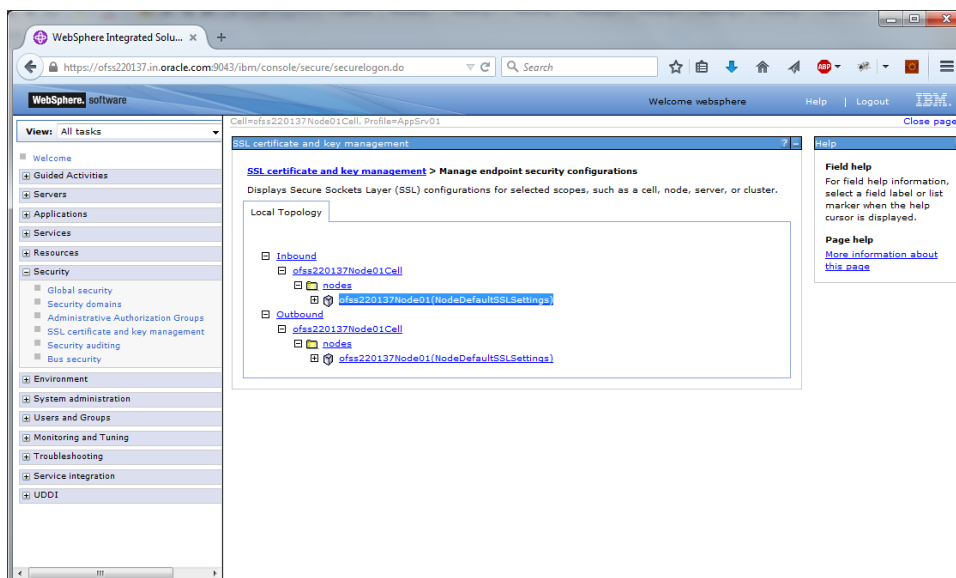 WebSphere Integrated Solu... × +
https://ofss220137.in.oracle.com:9043/ibm/console/secure/securelogon.do
Search
ABP
WebSphere. software
Welcome websphere
Help | Logout
IBM.
View: All tasks
Cell=ofss220137Node01Cell, Profile=AppSrv01
Close page
Welcome
Guided Activities
Servers
Applications
Services
Resources
Security
Global security
Security domains
Administrative Authorization Groups
SSL certificate and key management
Security auditing
Bus security
Environment
System administration
Users and Groups
Monitoring and Tuning
Troubleshooting
Service integration
UDDI
SSL certificate and key management
? –
SSL certificate and key management > Manage endpoint security configurations
Displays Secure Sockets Layer (SSL) configurations for selected scopes, such as a cell, node, server, or cluster.
Local Topology
Inbound
ofss220137Node01Cell
nodes
ofss220137Node01(NodeDefaultSSLSettings)
Outbound
ofss220137Node01Cell
nodes
ofss220137Node01(NodeDefaultSSLSettings)
Help
Field help
For field help information,
select a field label or list
marker when the help
cursor is displayed.
Page help
More information about
this page